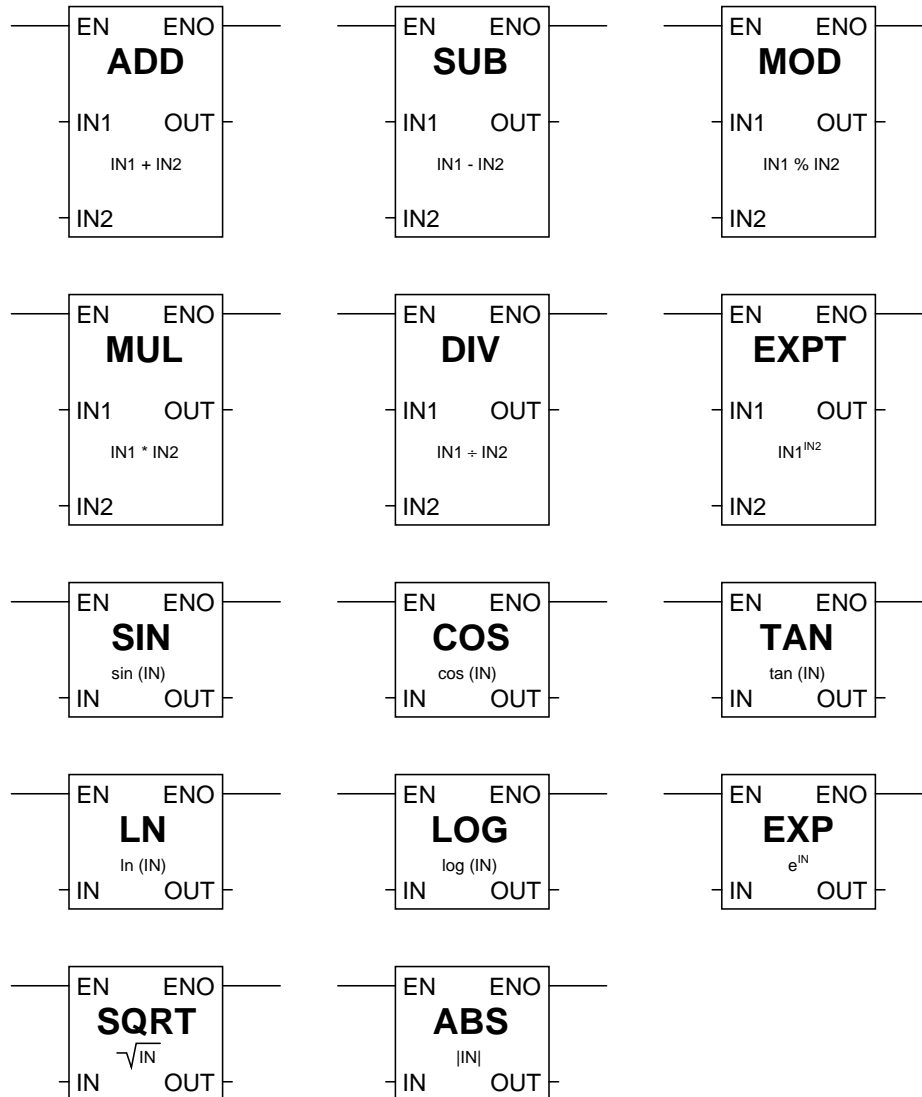 EN ENO EN ENO EN ENO
ADD SUB MOD
IN1 OUT IN1 OUT IN1 OUT
IN1 + IN2 IN1 - IN2 IN1 % IN2
IN2 IN2 IN2
EN ENO EN ENO EN ENO
MUL DIV EXPT
IN1 OUT IN1 OUT IN1 OUT
IN1 * IN2 IN1 ÷ IN2 IN1^IN2
IN2 IN2 IN2
EN ENO EN ENO EN ENO
SIN COS TAN
sin (IN) cos (IN) tan (IN)
IN OUT IN OUT IN OUT
EN ENO EN ENO EN ENO
LN LOG EXP
ln (IN) log (IN) e^IN
IN OUT IN OUT IN OUT
EN ENO EN ENO
SQRT ABS
√IN |IN|
IN OUT IN OUT